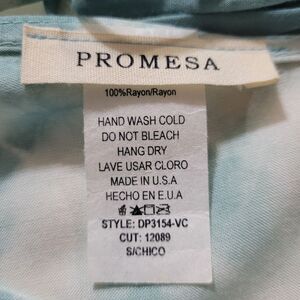 PROMESA
100%Rayon/Rayon
HAND WASH COLD
DO NOT BLEACH
HANG DRY
LAVE USAR CLORO
MADE IN U.S.A
HECHO EN E.U.A
STYLE: DP3154-VC
CUT: 12089
S/CHICO